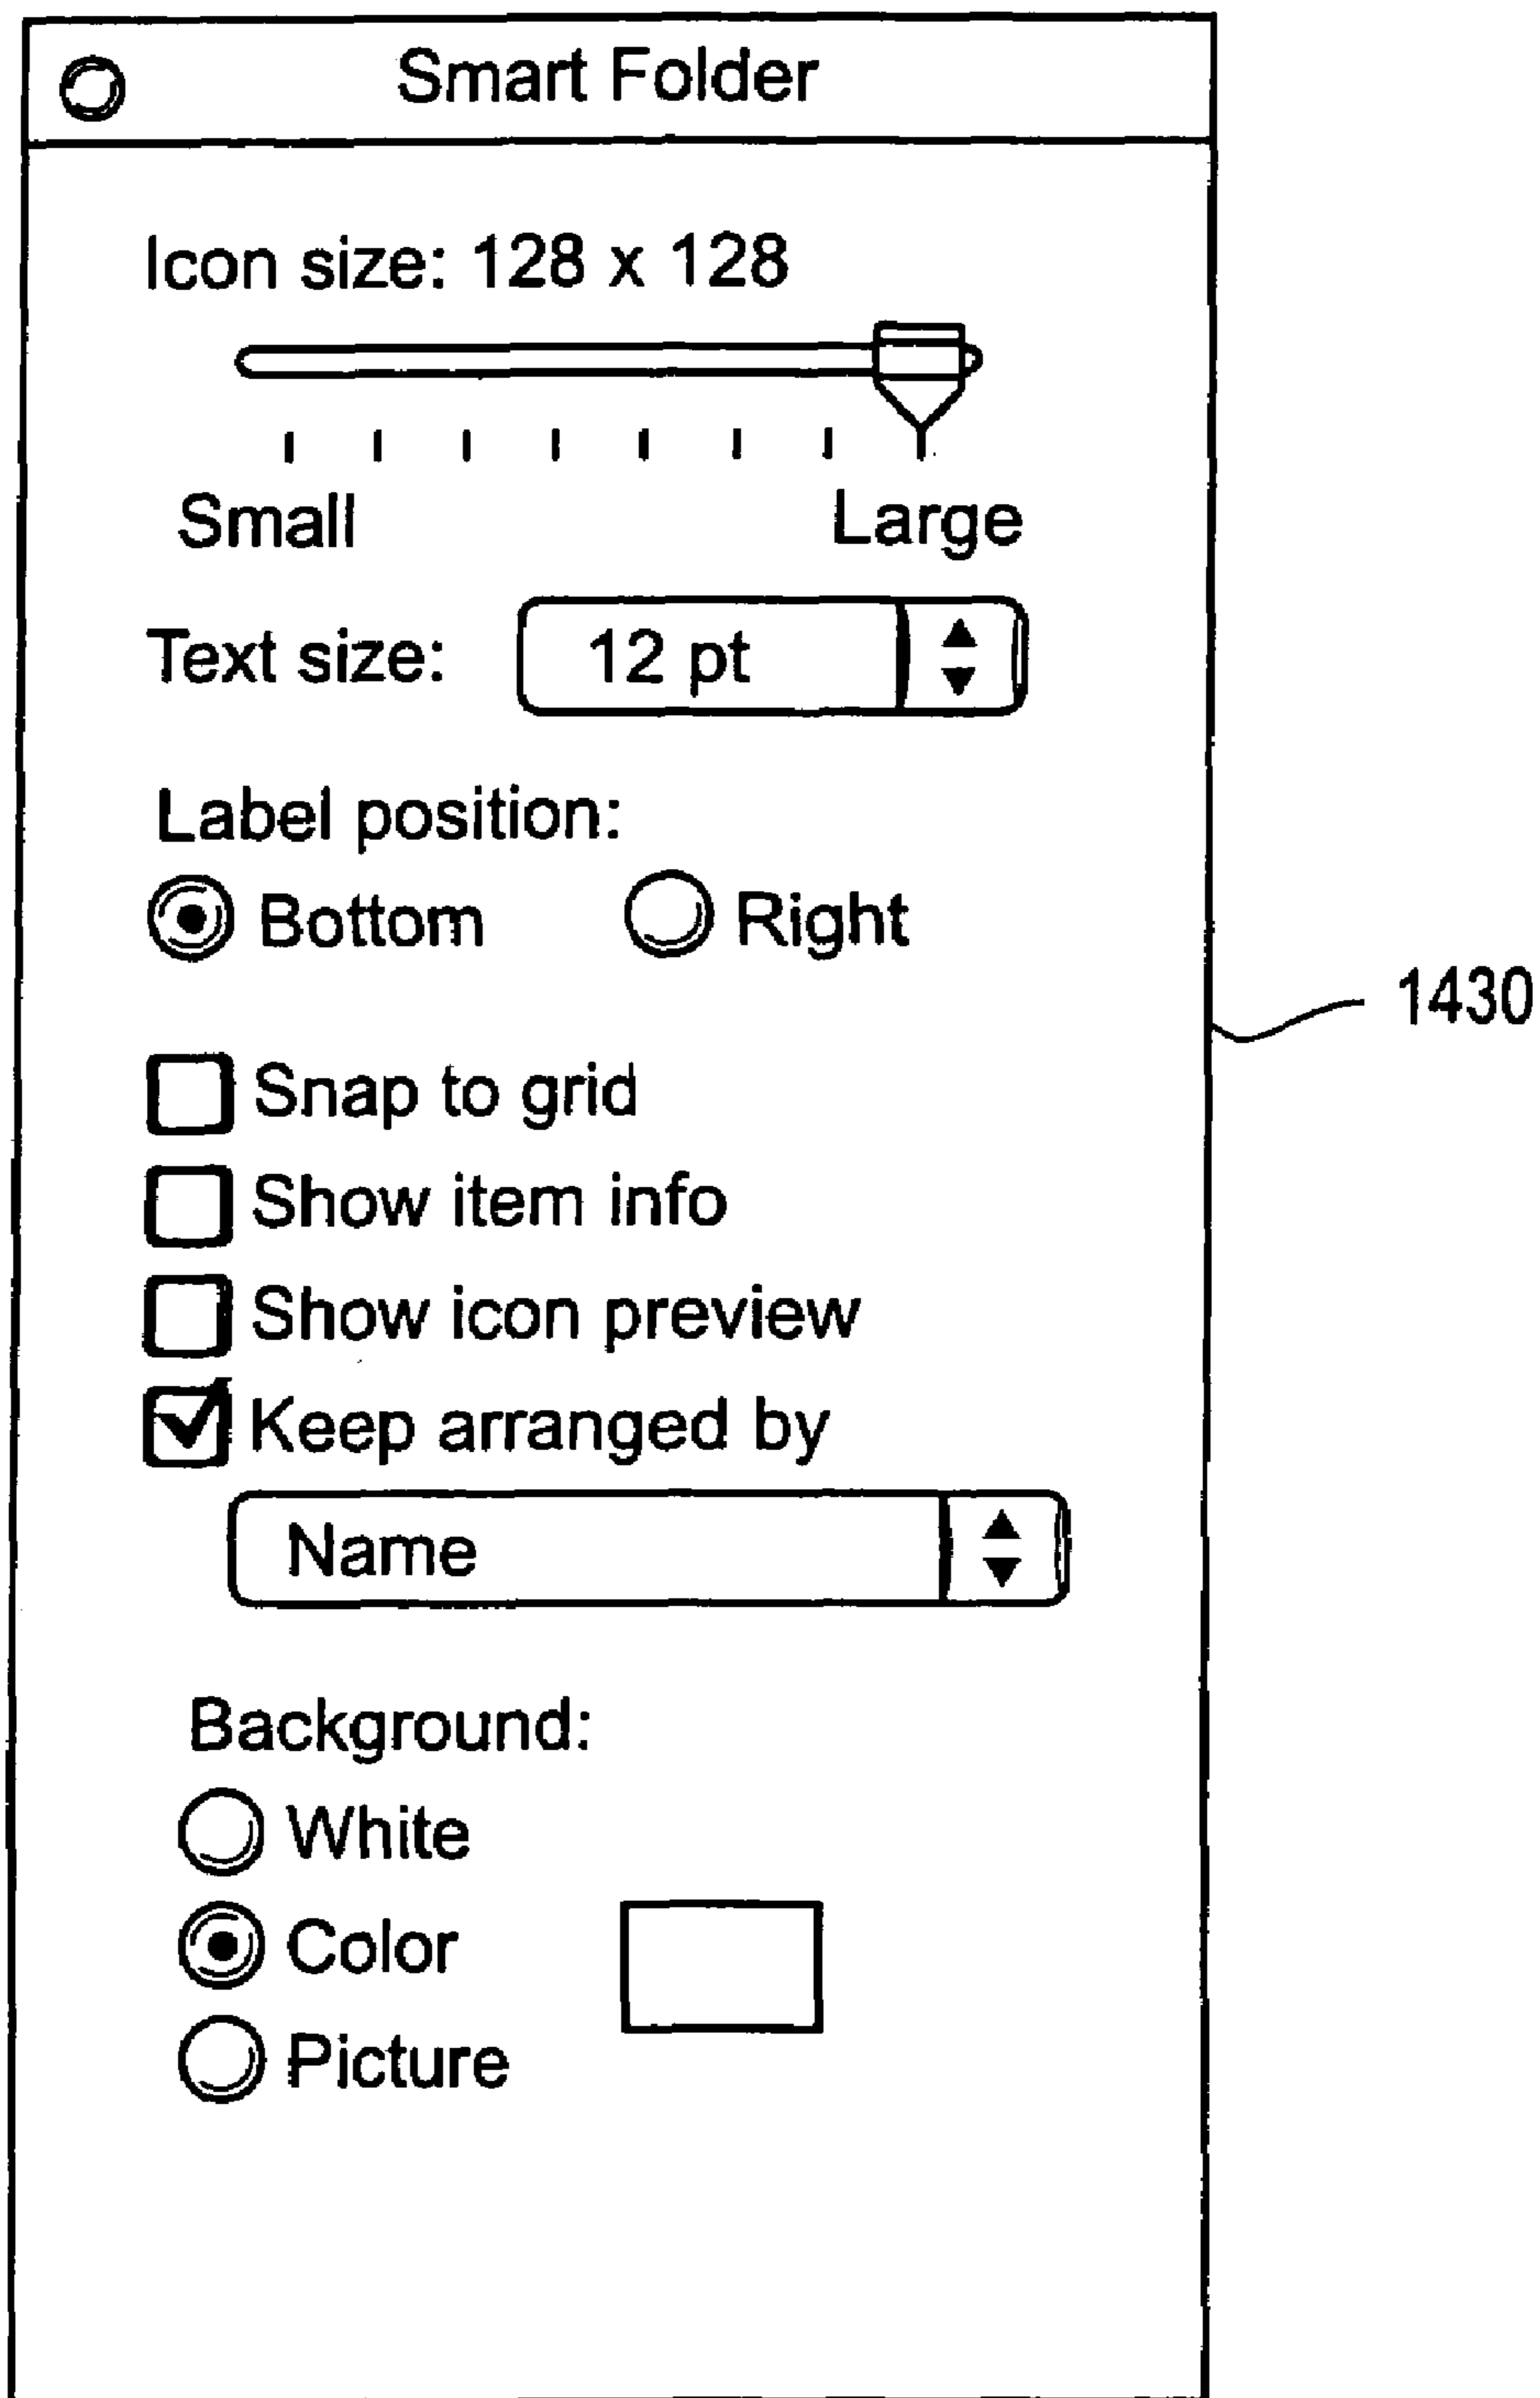 Smart Folder
Icon size: 128 x 128
Small Large
Text size: 12 pt
Label position:
Bottom Right
1430
Snap to grid
Show item info
Show icon preview
Keep arranged by
Name
Background:
White
Color
Picture